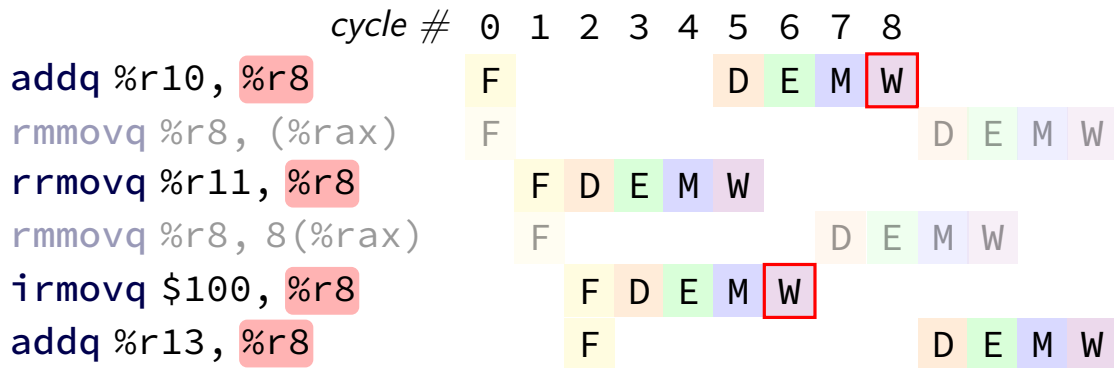 cycle # 0 1 2 3 4 5 6 7 8
addq %r10, %r8 F D E M W
rmmovq %r8, (%rax) F D E M W
rrmovq %r11, %r8 F D E M W
rmmovq %r8, 8(%rax) F D E M W
irmovq $100, %r8 F D E M W
addq %r13, %r8 F D E M W